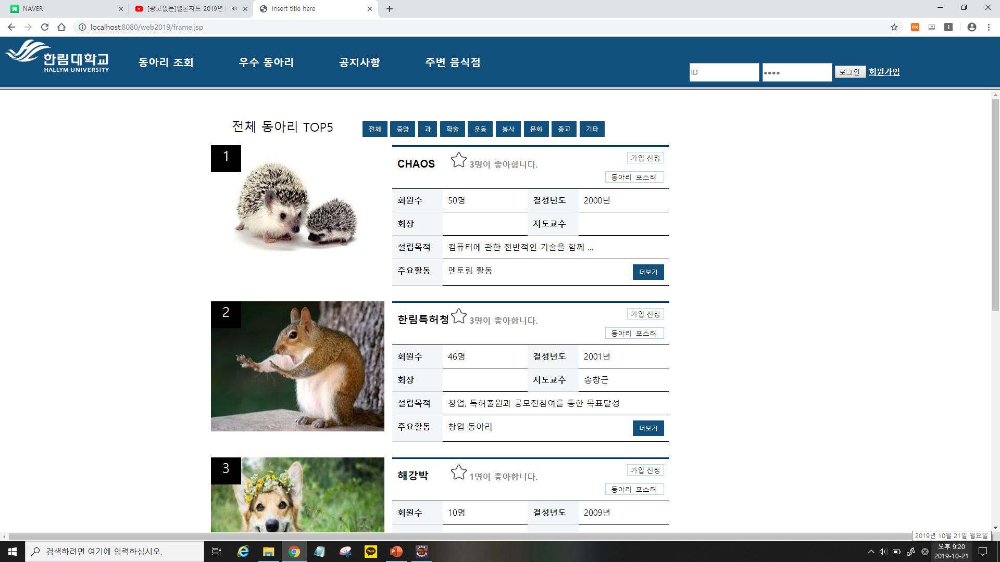 NAVER
[광고없는]멜론차트 2019년
Insert title here
localhost:8080/web2019/frame.jsp
한림대학교
HALLYM UNIVERSITY
동아리 조회
우수 동아리
공지사항
주변 음식점
ID
로그인
회원가입
전체 동아리 TOP5
전체
중앙
과
학술
운동
봉사
문화
종교
기타
1
CHAOS
3명이 좋아합니다.
가입 신청
동아리 포스터
회원수 50명 결성년도 2000년
회장 지도교수
설립목적 컴퓨터에 관한 전반적인 기술을 함께 ...
주요활동 멘토링 활동
더보기
2
한림특허청
3명이 좋아합니다.
가입 신청
동아리 포스터
회원수 46명 결성년도 2001년
회장 지도교수 송창근
설립목적 창업, 특허출원과 공모전참여를 통한 목표달성
주요활동 창업 동아리
더보기
3
해강박
1명이 좋아합니다.
가입 신청
동아리 포스터
회원수 10명 결성년도 2009년
2019년 10월 21일 월요일
검색하려면 여기에 입력하십시오.
TALK
오후 9:20
2019-10-21